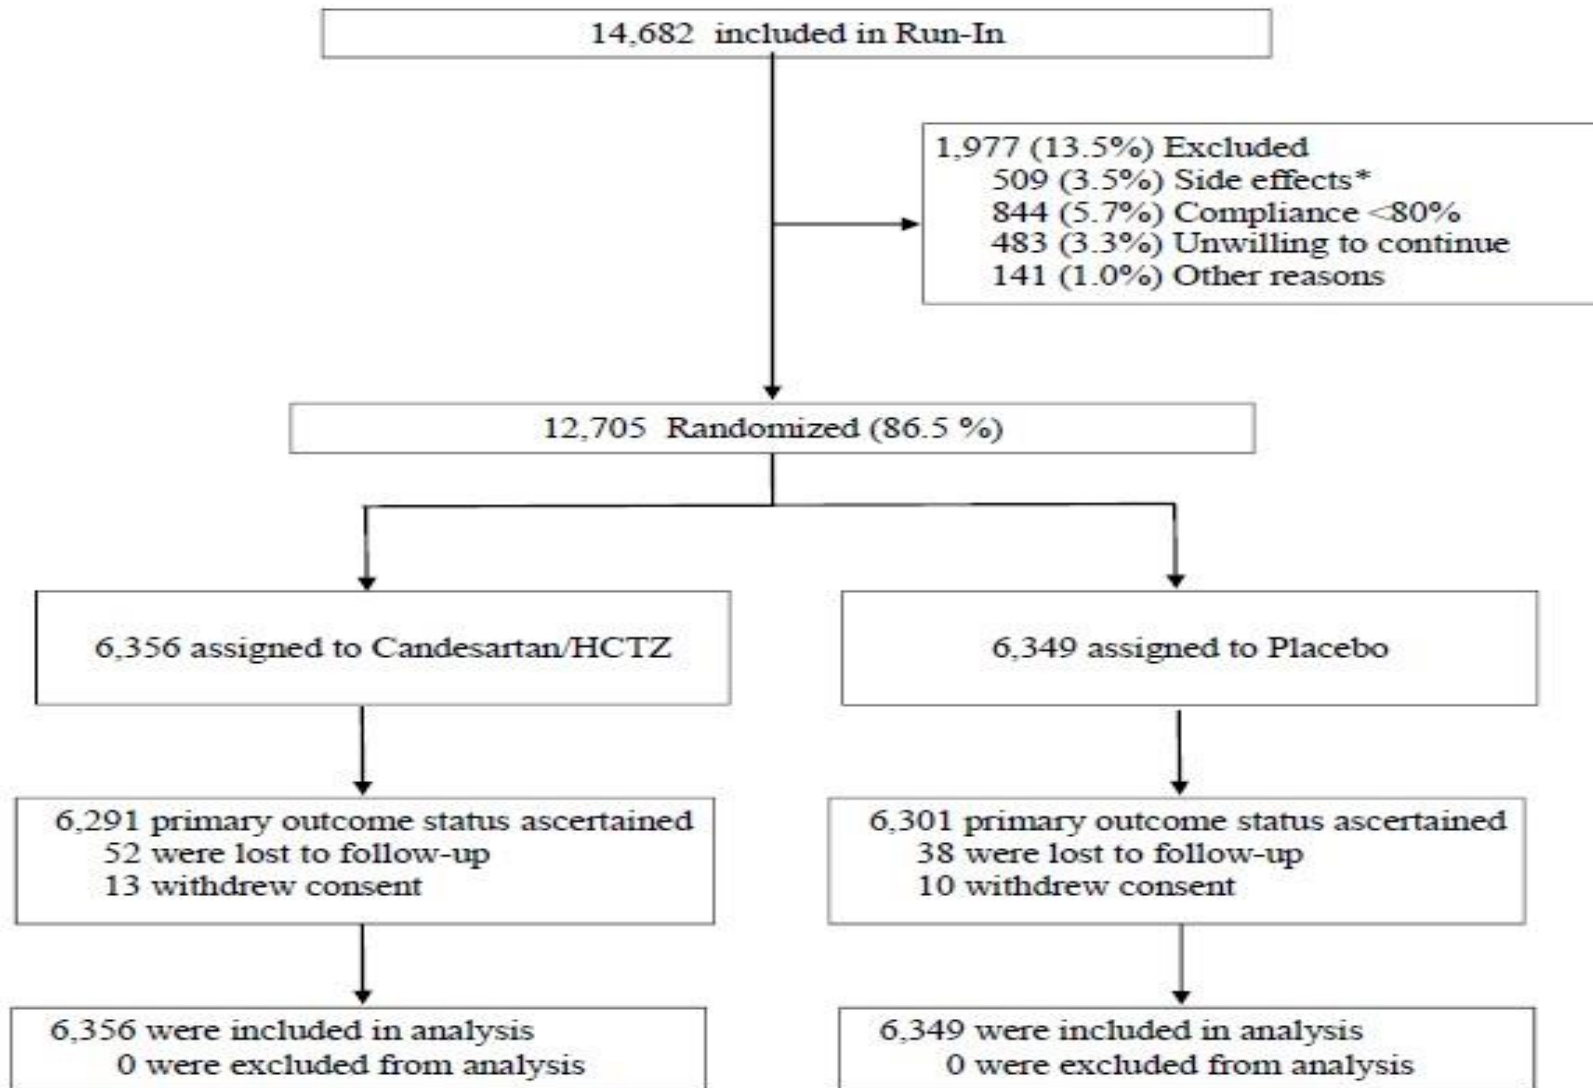 14,682 included in Run-In
1,977 (13.5%) Excluded
509 (3.5%) Side effects*
844 (5.7%) Compliance <80%
483 (3.3%) Unwilling to continue
141 (1.0%) Other reasons
12,705 Randomized (86.5 %)
6,356 assigned to Candesartan/HCTZ
6,349 assigned to Placebo
6,291 primary outcome status ascertained
52 were lost to follow-up
13 withdrew consent
6,301 primary outcome status ascertained
38 were lost to follow-up
10 withdrew consent
6,356 were included in analysis
0 were excluded from analysis
6,349 were included in analysis
0 were excluded from analysis